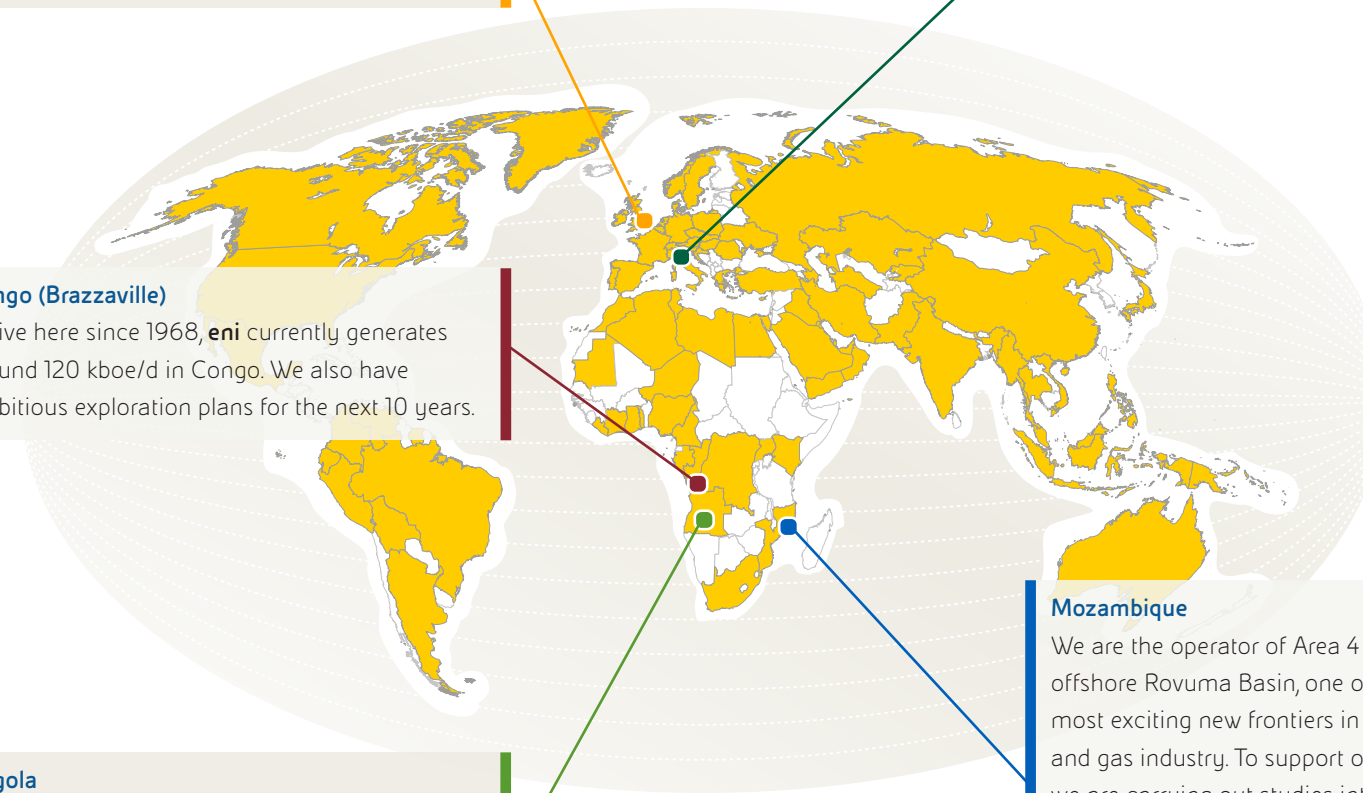 ngo (Brazzaville)
ive here since 1968, eni currently generates
und 120 kboe/d in Congo. We also have
bitious exploration plans for the next 10 years.
Mozambique
We are the operator of Area 4
offshore Rovuma Basin, one o
most exciting new frontiers in
and gas industry. To support o
gola